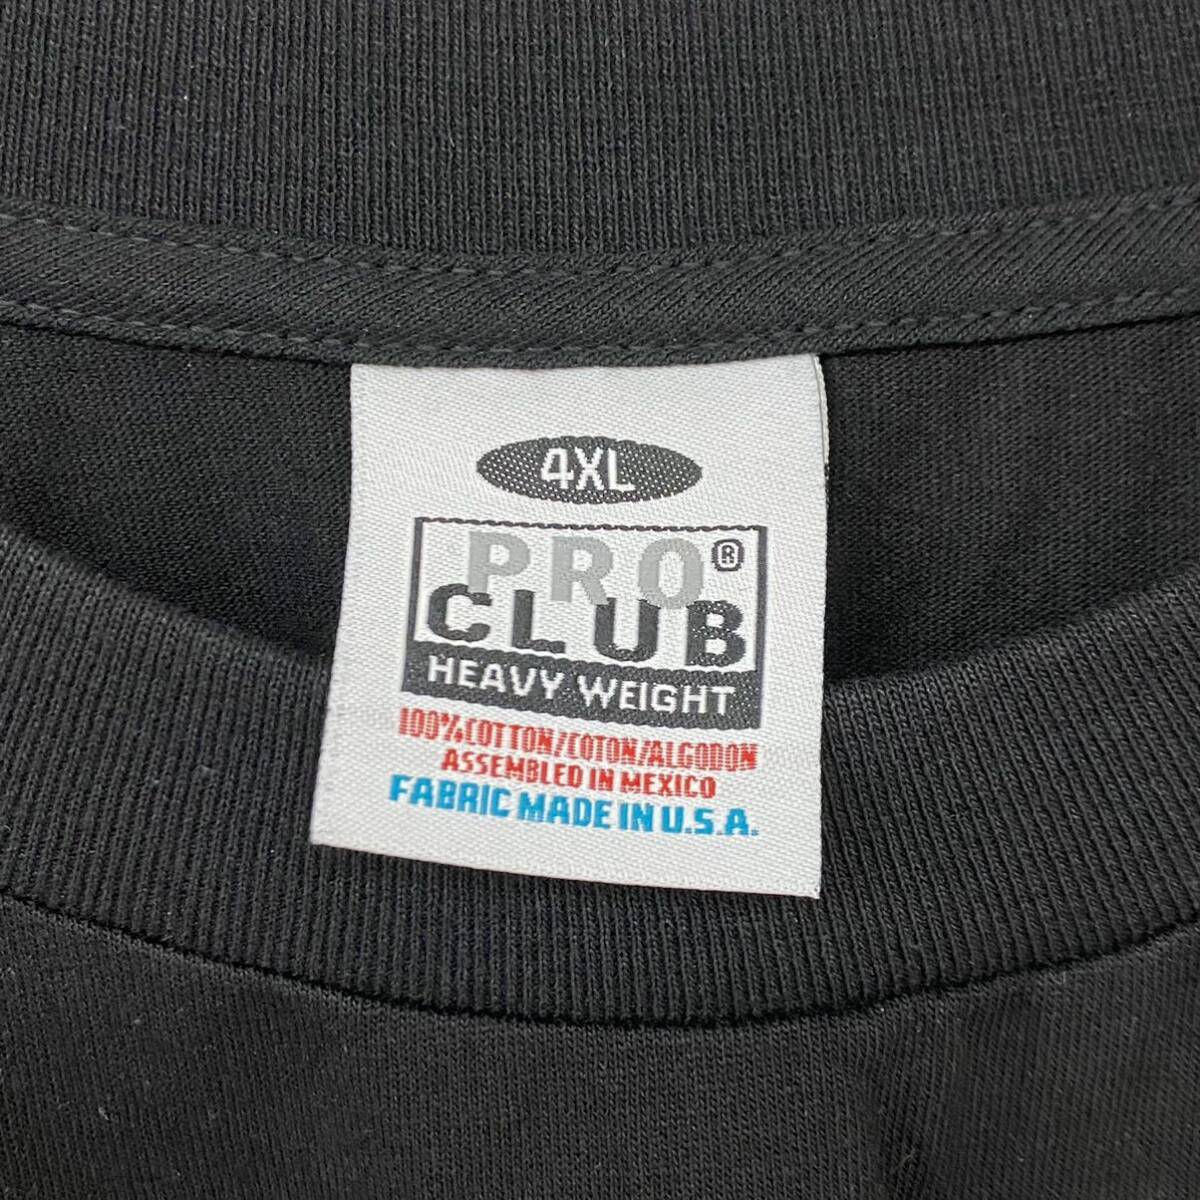 4XL
PRO®
CLUB
HEAVY WEIGHT
100%COTTON/COTON/ALGODON
ASSEMBLED IN MEXICO
FABRIC MADE IN U.S.A.